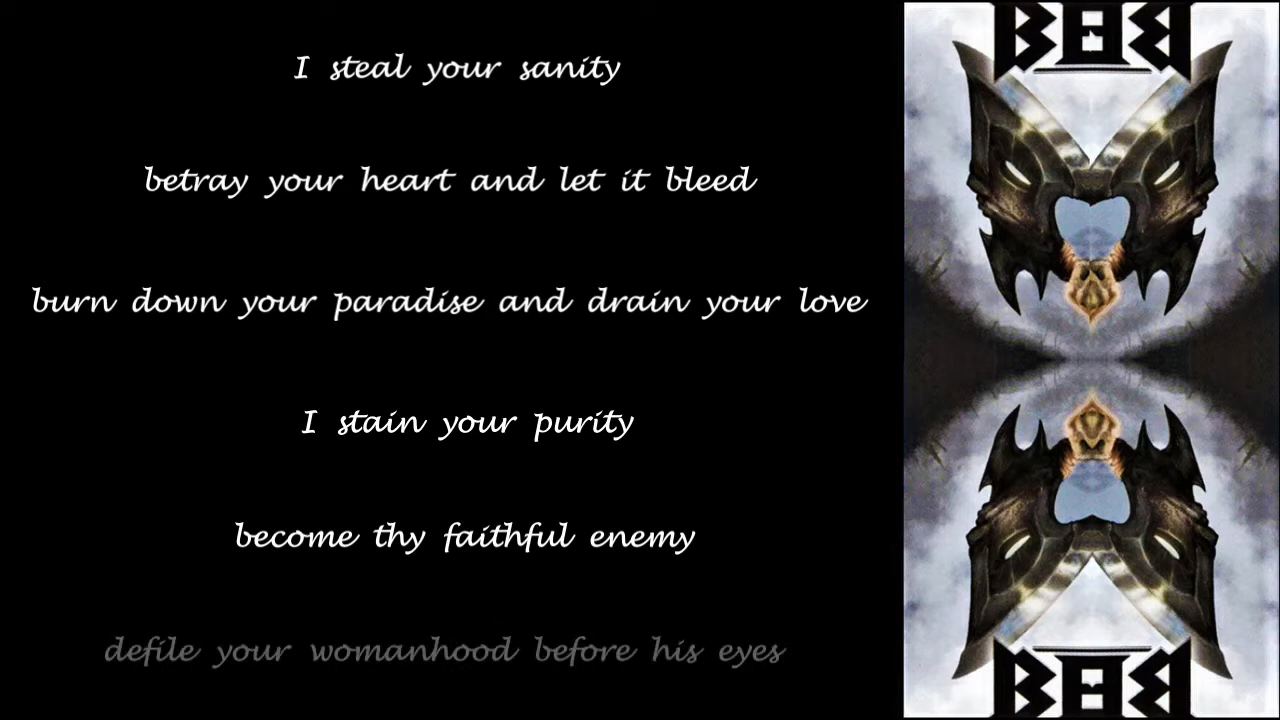 I steal your sanity
betray your heart and let it bleed
burn down your paradise and drain your love
I stain your purity
become thy faithful enemy
defile your womanhood before his eyes